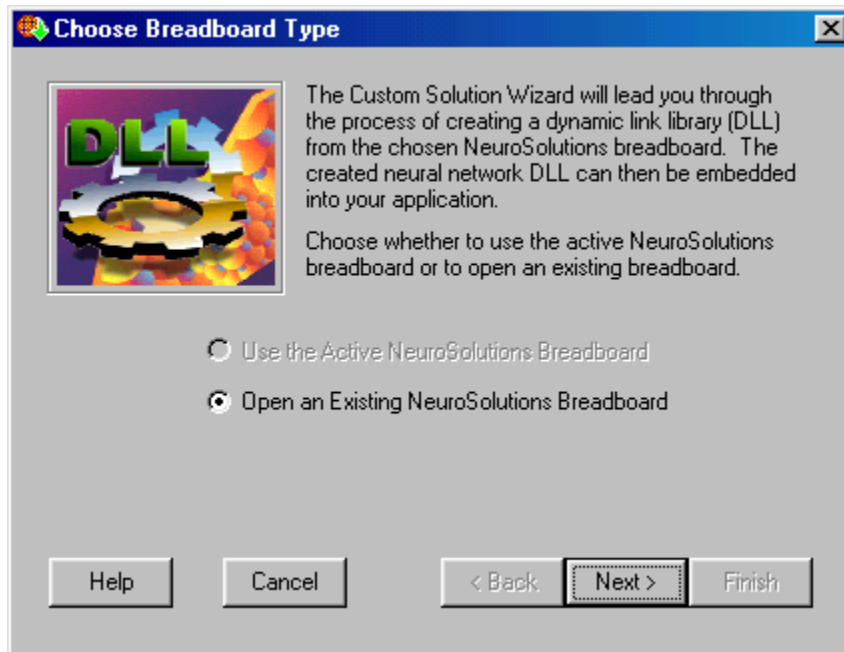 Choose Breadboard Type
DLL
The Custom Solution Wizard will lead you through
the process of creating a dynamic link library (DLL)
from the chosen NeuroSolutions breadboard.  The
created neural network DLL can then be embedded
into your application.
Choose whether to use the active NeuroSolutions
breadboard or to open an existing breadboard.
Use the Active NeuroSolutions Breadboard
Open an Existing NeuroSolutions Breadboard
Help
Cancel
< Back
Next >
Finish